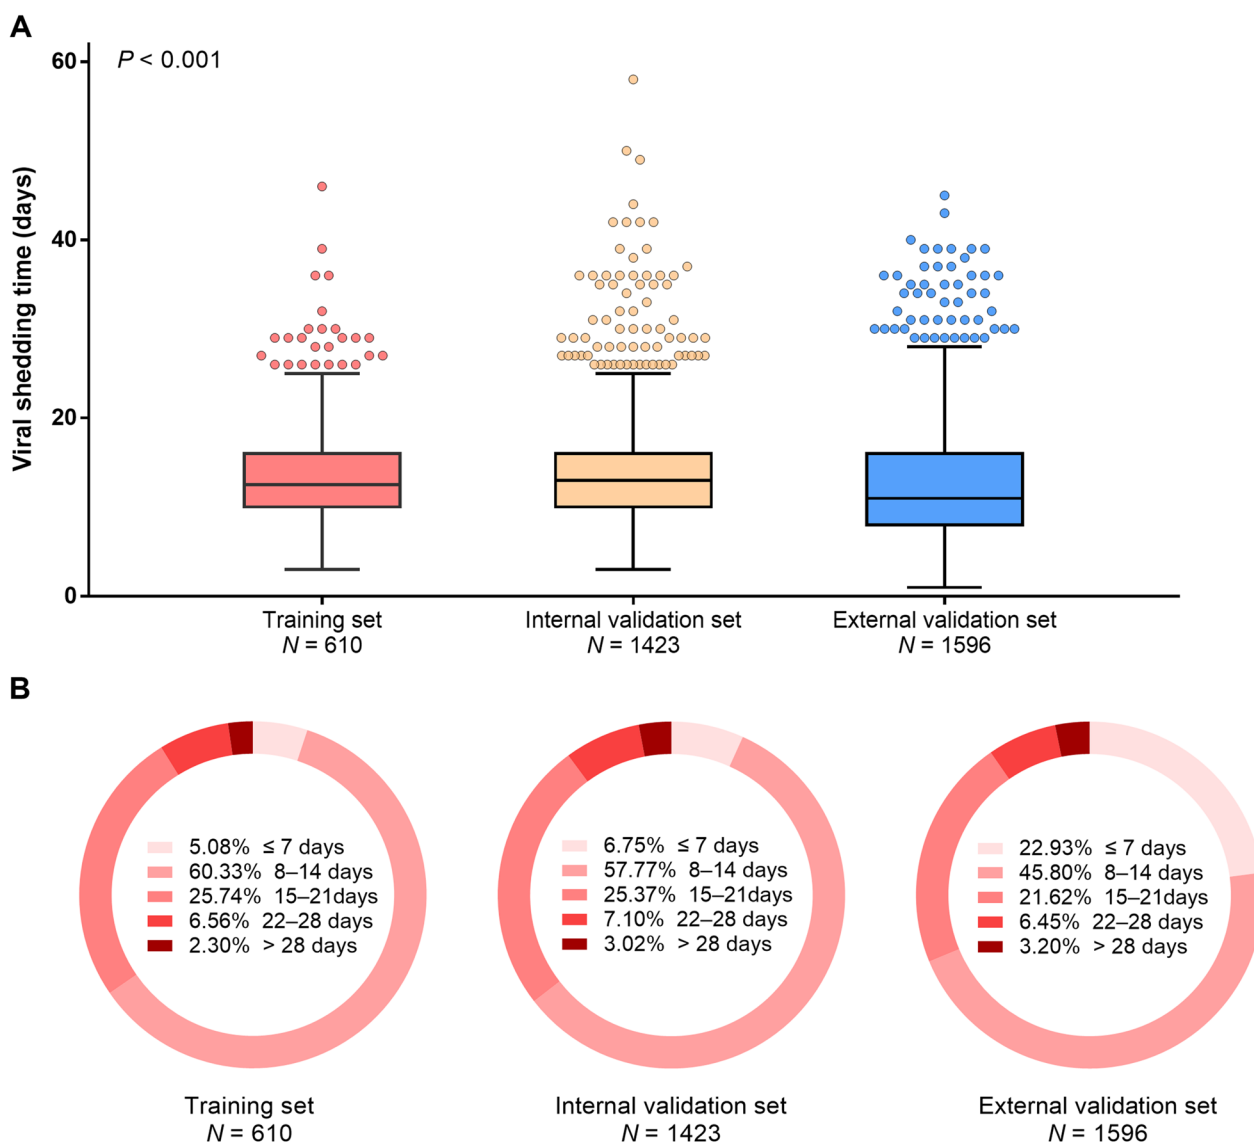 A
P < 0.001
Viral shedding time (days)
60
40
20
0
Training set
N = 610
Internal validation set
N = 1423
External validation set
N = 1596
B
5.08% ≤ 7 days
60.33% 8–14 days
25.74% 15–21days
6.56% 22–28 days
2.30% > 28 days
Training set
N = 610
6.75% ≤ 7 days
57.77% 8–14 days
25.37% 15–21days
7.10% 22–28 days
3.02% > 28 days
Internal validation set
N = 1423
22.93% ≤ 7 days
45.80% 8–14 days
21.62% 15–21days
6.45% 22–28 days
3.20% > 28 days
External validation set
N = 1596